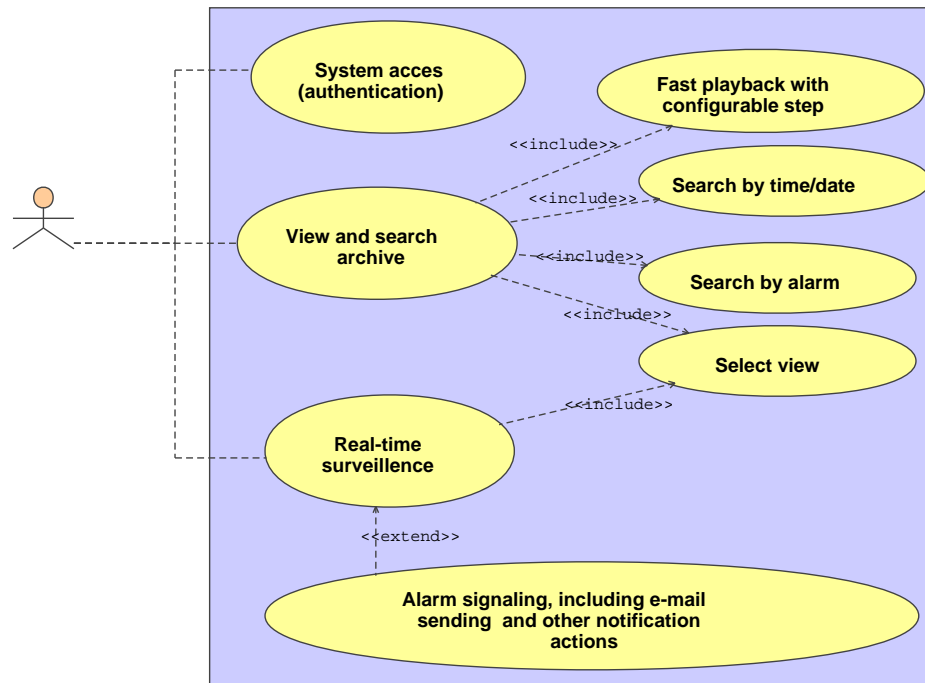 System acces
(authentication)
Fast playback with
configurable step
<<include>>
Search by time/date
<<include>>
View and search
archive
<<include>>
Search by alarm
<<include>>
Select view
<<include>>
Real-time
surveillence
<<extend>>
Alarm signaling, including e-mail
sending and other notification
actions